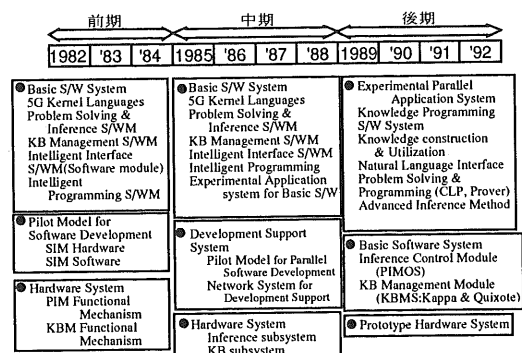 前期 中期 後期
1982 '83 '84 1985 '86 '87 '88 1989 '90 '91 '92
Basic S/W System
5G Kernel Languages
Problem Solving &
Inference S/WM
KB Management S/WM
Intelligent Interface
S/WM(Software module)
Intelligent
Programming S/WM
Pilot Model for
Software Development
SIM Hardware
SIM Software
Hardware System
PIM Functional
Mechanism
KBM Functional
Mechanism
Basic S/W System
5G Kernel Languages
Problem Solving &
Inference S/WM
KB Management S/WM
Intelligent Interface S/WM
Intelligent Programming
Experimental Application
system for Basic S/W
Development Support
System
Pilot Model for Parallel
Software Development
Network System for
Development Support
Hardware System
Inference subsystem
KB subsystem
Experimental Parallel
Application System
Knowledge Programming
S/W System
Knowledge construction
& Utilization
Natural Language Interface
Problem Solving &
Programming (CLP, Prover)
Advanced Inference Method
Basic Software System
Inference Control Module
(PIMOS)
KB Management Module
(KBMS:Kappa & Quixote)
Prototype Hardware System